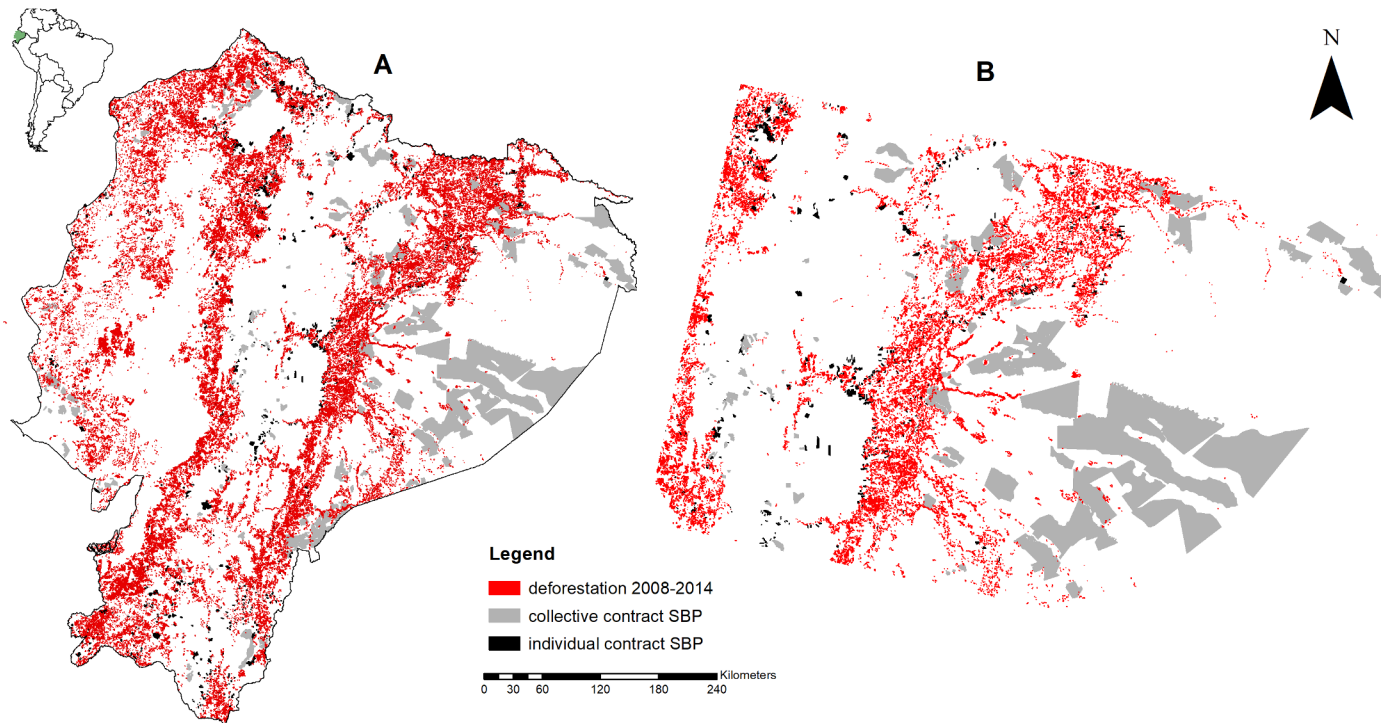 A
B
N
Legend
deforestation 2008-2014
collective contract SBP
individual contract SBP
Kilometers
0 30 60 120 180 240